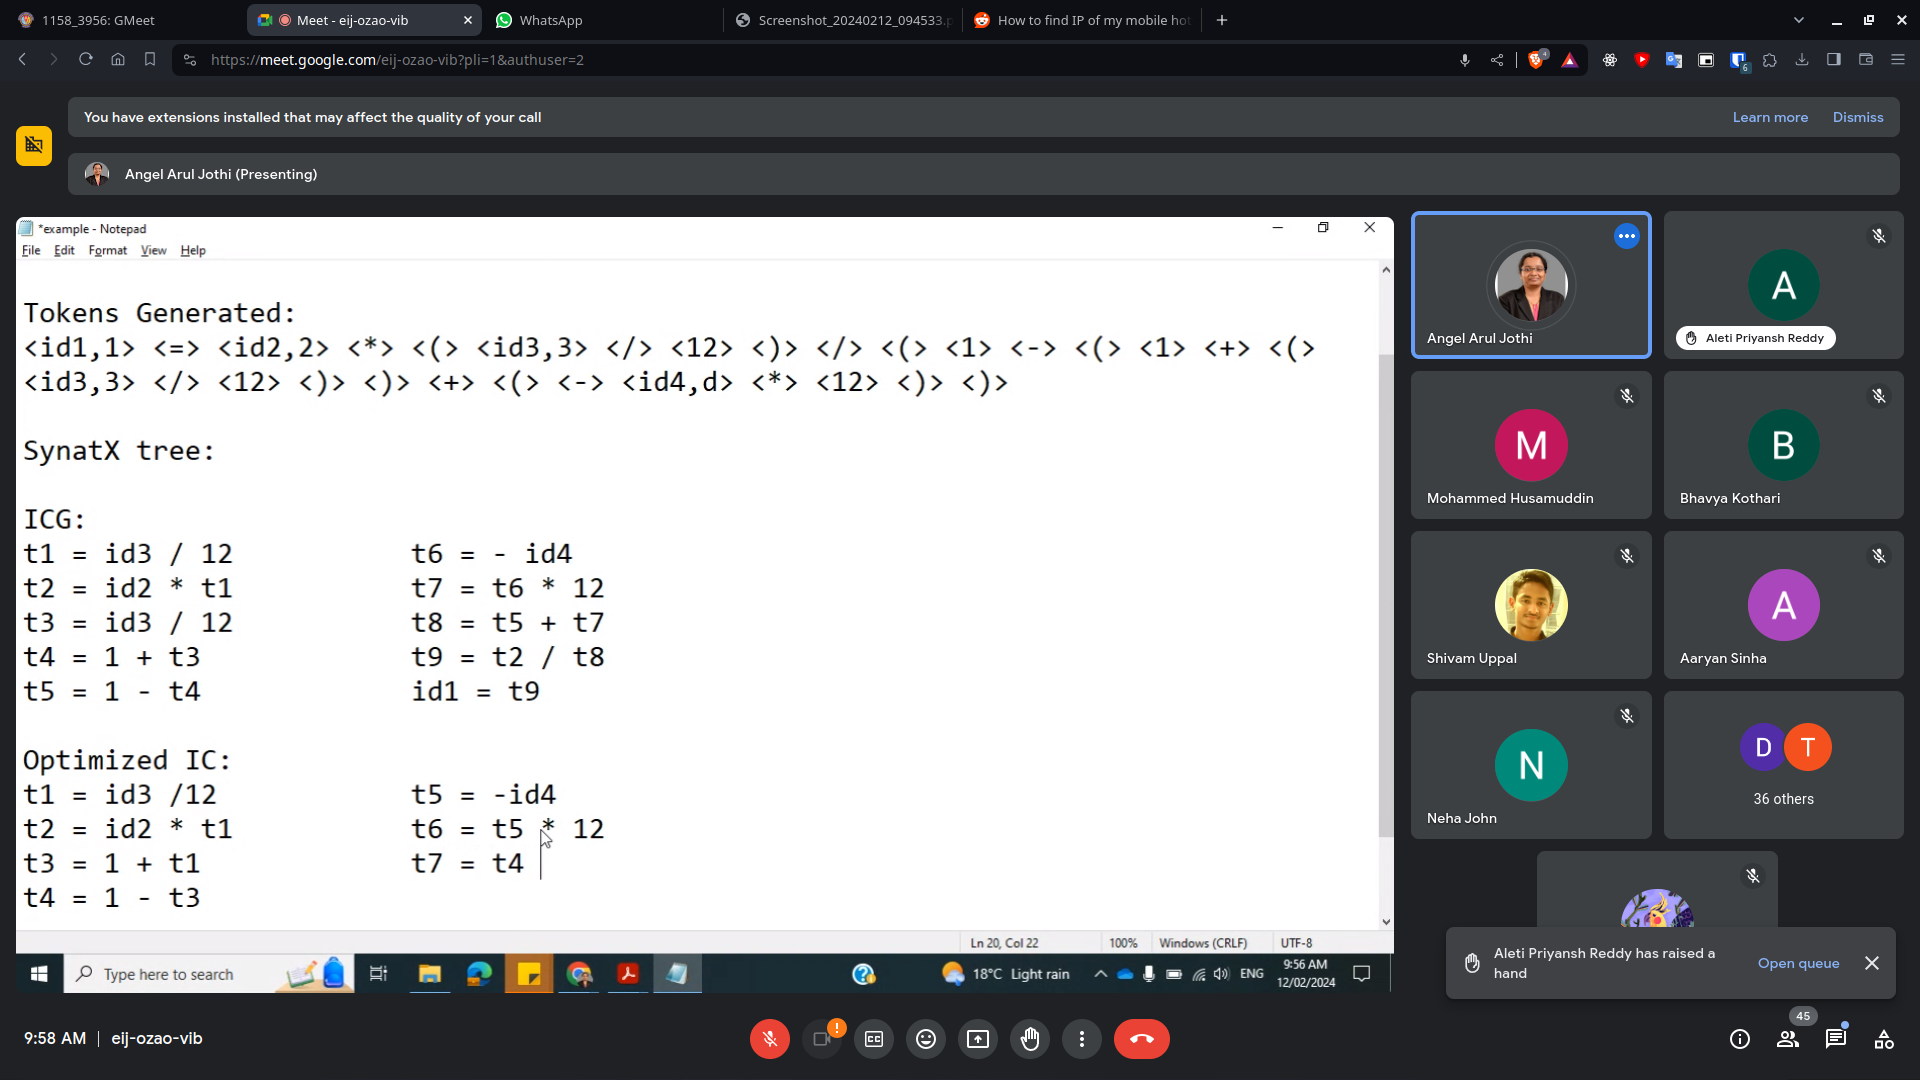 1158_3956: GMeet
Meet - eij-ozao-vib
WhatsApp
Screenshot_20240212_094533.p
How to find IP of my mobile hot
https://meet.google.com/eij-ozao-vib?pli=1&authuser=2
4
6
You have extensions installed that may affect the quality of your call
Learn more
Dismiss
Angel Arul Jothi (Presenting)
*example - Notepad
File Edit Format View Help
Tokens Generated:
<id1,1> <=> <id2,2> <*> <(> <id3,3> </> <12> <)> </> <(> <1> <-> <(> <1> <+> <(>
<id3,3> </> <12> <)> <)> <+> <(> <-> <id4,d> <*> <12> <)> <)>
SynatX tree:
ICG:
t1 = id3 / 12 t6 = - id4
t2 = id2 * t1 t7 = t6 * 12
t3 = id3 / 12 t8 = t5 + t7
t4 = 1 + t3 t9 = t2 / t8
t5 = 1 - t4 id1 = t9
Optimized IC:
t1 = id3 /12 t5 = -id4
t2 = id2 * t1 t6 = t5 * 12
t3 = 1 + t1 t7 = t4
t4 = 1 - t3
Ln 20, Col 22 100% Windows (CRLF) UTF-8
Type here to search
18°C Light rain
ENG
9:56 AM
12/02/2024
Angel Arul Jothi
A
Aleti Priyansh Reddy
M
Mohammed Husamuddin
B
Bhavya Kothari
Shivam Uppal
A
Aaryan Sinha
N
Neha John
D T
36 others
Aleti Priyansh Reddy has raised a
hand
Open queue
9:58 AM | eij-ozao-vib
45